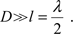 D≫l = λ/2 .